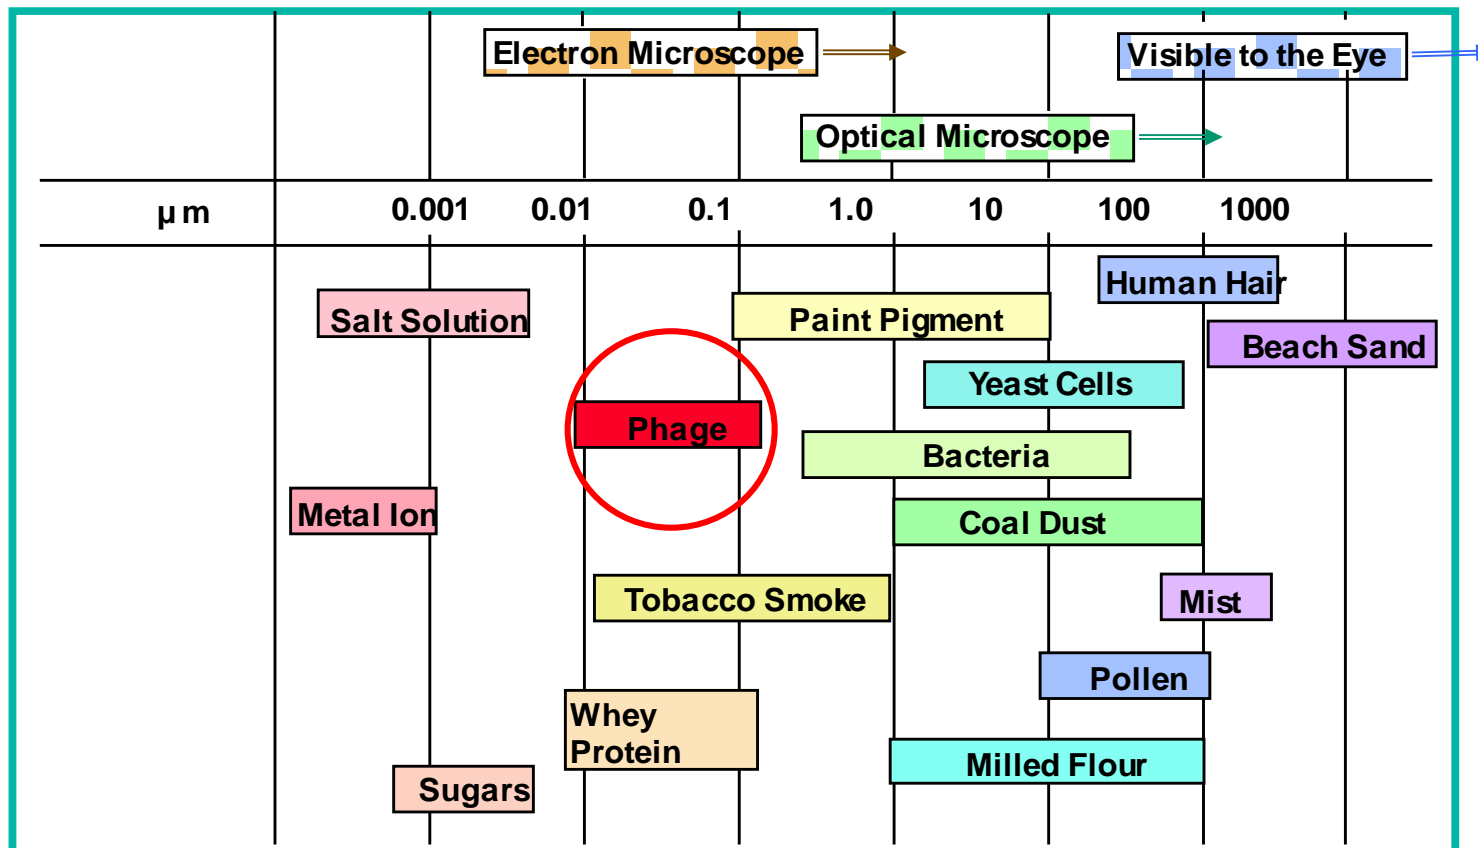 Electron Microscope
Visible to the Eye
Optical Microscope
µm 0.001 0.01 0.1 1.0 10 100 1000
Human Hair
Salt Solution
Paint Pigment
Beach Sand
Yeast Cells
Phage
Bacteria
Metal Ion
Coal Dust
Tobacco Smoke
Mist
Pollen
Whey
Protein
Milled Flour
Sugars